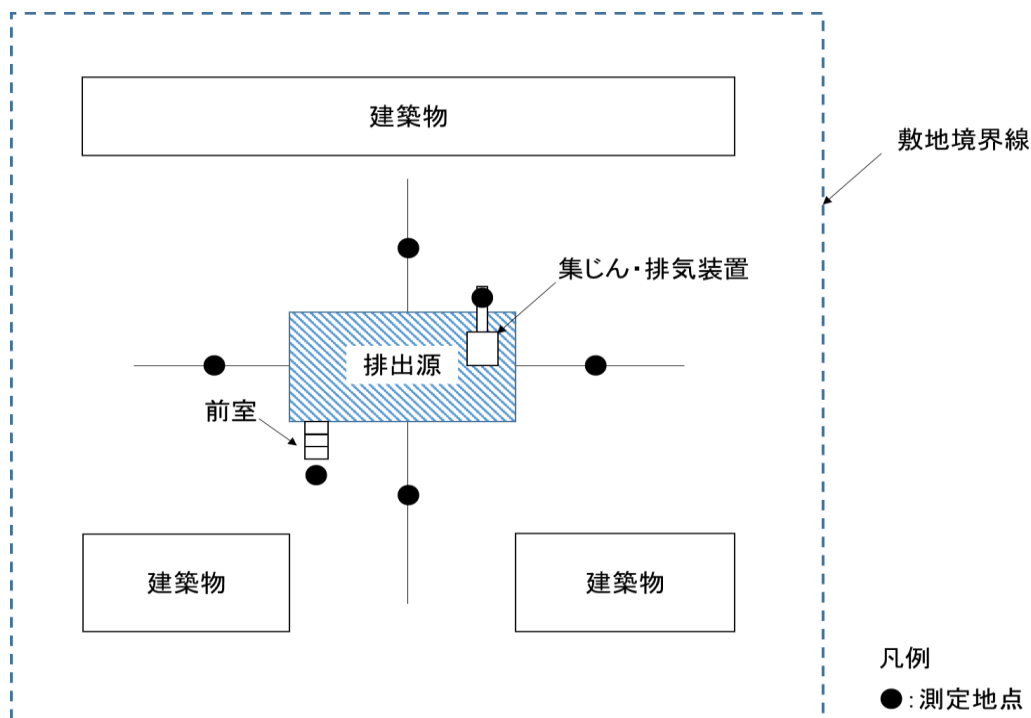 建築物
敷地境界線
集じん・排気装置
排出源
前室
建築物
建築物
凡例
●:測定地点